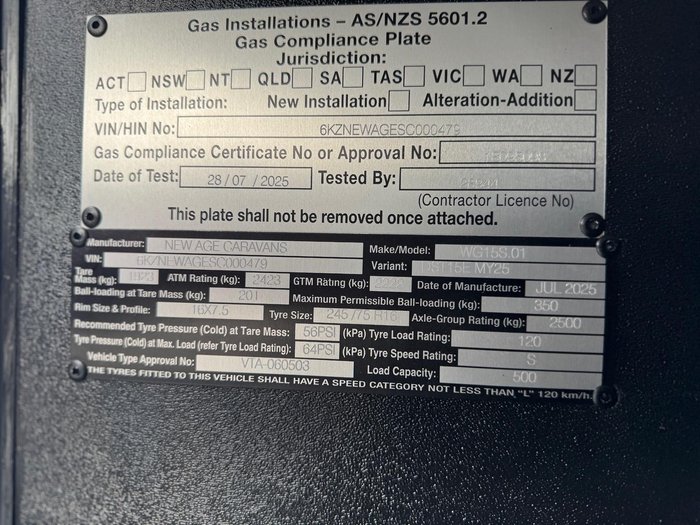 Gas Installations – AS/NZS 5601.2
Gas Compliance Plate
Jurisdiction:
ACT NSW NT QLD SA TAS VIC WA NZ
Type of Installation: New Installation Alteration-Addition
VIN/HIN No: 6KZNEWAGESC000479
Gas Compliance Certificate No or Approval No:
Date of Test: 28 / 07 / 2025 Tested By:
(Contractor Licence No)
This plate shall not be removed once attached.
Manufacturer: NEW AGE CARAVANS Make/Model: WG15S.01
VIN: 6KZNEWAGESC000479 Variant: MY25
Tare Mass (kg): 1923 ATM Rating (kg): 2423 GTM Rating (kg): Date of Manufacture: JUL 2025
Ball-loading at Tare Mass (kg): 201 Maximum Permissible Ball-loading (kg): 350
Rim Size & Profile: 16X7.5 Tyre Size: 245 /75 R16 Axle-Group Rating (kg): 2500
Recommended Tyre Pressure (Cold) at Tare Mass: 56PSI (kPa) Tyre Load Rating: 120
Tyre Pressure (Cold) at Max. Load (refer Tyre Load Rating): 64PSI (kPa) Tyre Speed Rating: S
Vehicle Type Approval No: VTA-060503 Load Capacity: 500
THE TYRES FITTED TO THIS VEHICLE SHALL HAVE A SPEED CATEGORY NOT LESS THAN "L" 120 km/h.